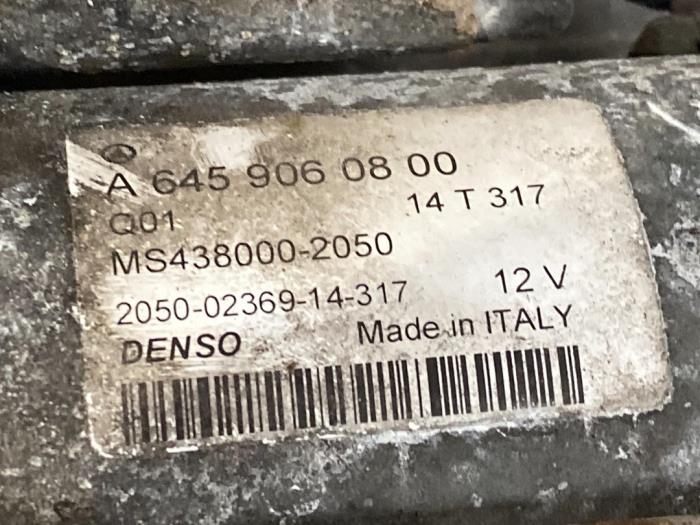 A 645 906 08 00
Q01 14 T 317
MS438000-2050
2050-02369-14-317 12 V
DENSO Made in ITALY